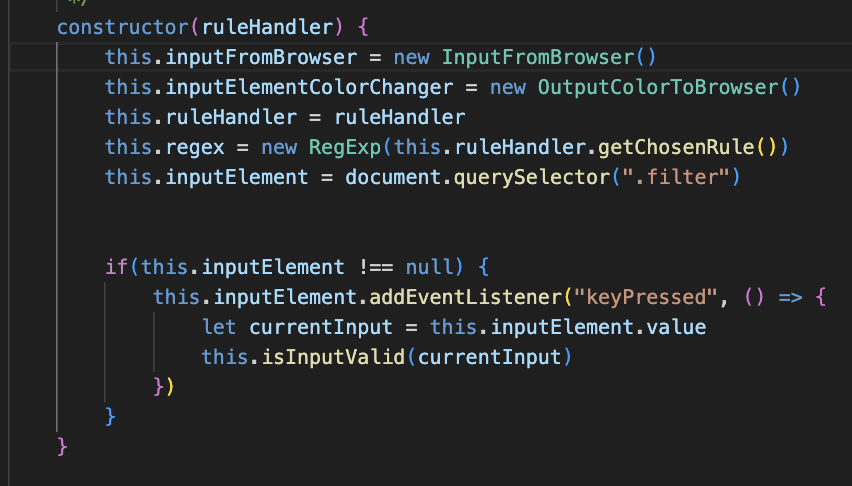 */
constructor(ruleHandler) {
this.inputFromBrowser = new InputFromBrowser()
this.inputElementColorChanger = new OutputColorToBrowser()
this.ruleHandler = ruleHandler
this.regex = new RegExp(this.ruleHandler.getChosenRule())
this.inputElement = document.querySelector(".filter")
if(this.inputElement !== null) {
this.inputElement.addEventListener("keyPressed", () => {
let currentInput = this.inputElement.value
this.isInputValid(currentInput)
})
}
}